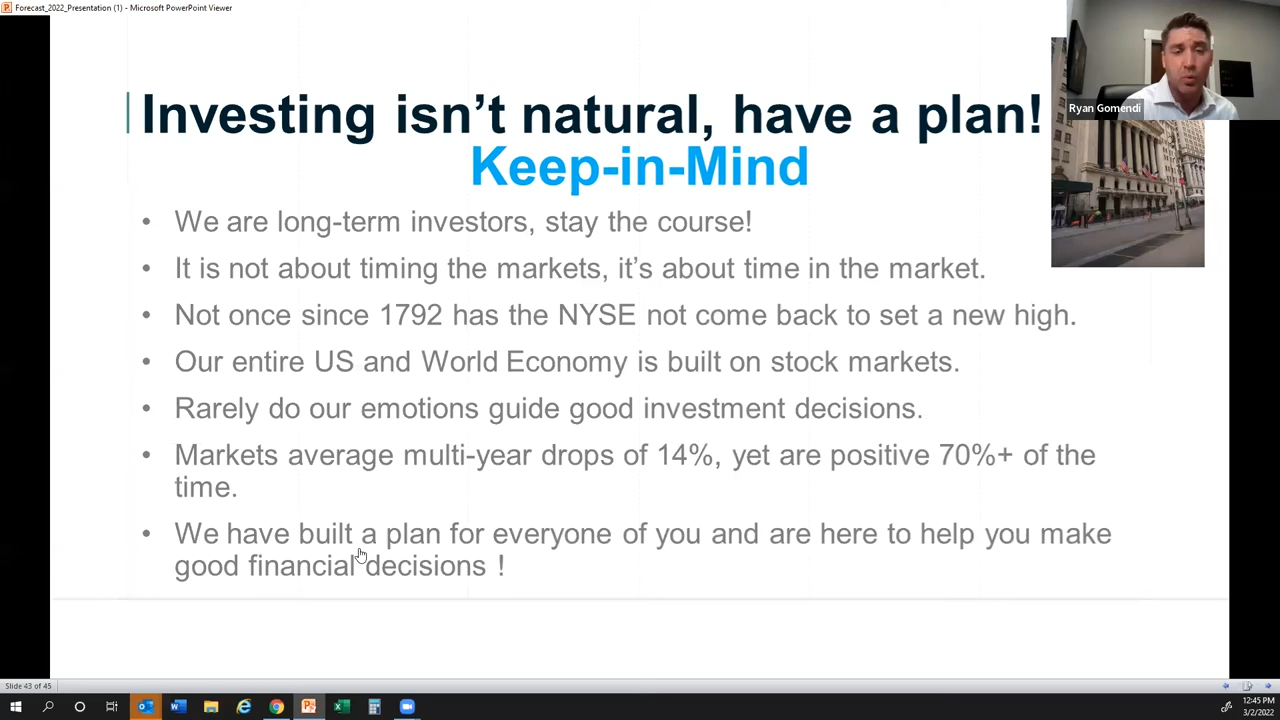 Forecast_2022_Presentation (1) - Microsoft PowerPoint Viewer
Ryan Gomendi
Investing isn’t natural, have a plan!
Keep-in-Mind
• We are long-term investors, stay the course!
• It is not about timing the markets, it’s about time in the market.
• Not once since 1792 has the NYSE not come back to set a new high.
• Our entire US and World Economy is built on stock markets.
• Rarely do our emotions guide good investment decisions.
• Markets average multi-year drops of 14%, yet are positive 70%+ of the
time.
• We have built a plan for everyone of you and are here to help you make
good financial decisions !
Slide 43 of 45
12:45 PM
3/2/2022